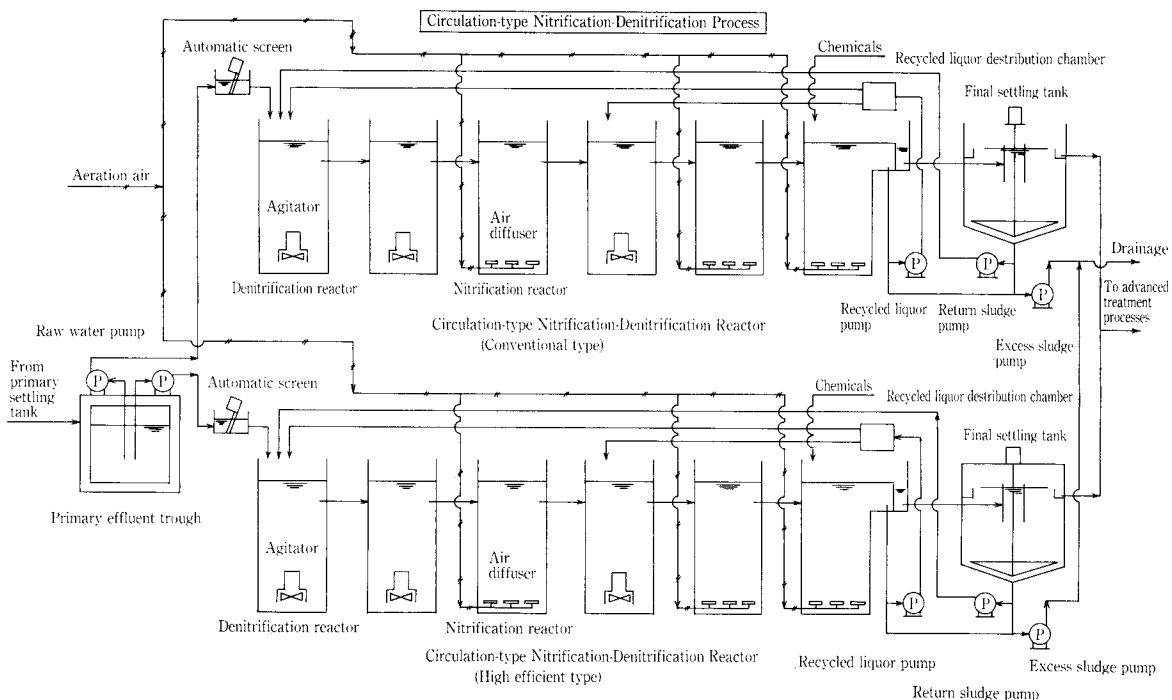 Circulation-type Nitrification-Denitrification Process
Automatic screen
Chemicals
Recycled liquor destribution chamber
Final settling tank
Aeration air
Agitator
Air
diffuser
Denitrification reactor
Nitrification reactor
Circulation-type Nitrification-Denitrification Reactor
(Conventional type)
P
P
P
Recycled liquor
pump
Return sludge
pump
Excess sludge
pump
Drainage
To advanced
treatment
processes
Raw water pump
From
primary
settling
tank
P
P
Primary effluent trough
Automatic screen
Chemicals
Recycled liquor distribution chamber
Final settling tank
Agitator
Air
diffuser
Denitrification reactor
Nitrification reactor
Circulation-type Nitrification-Denitrification Reactor
(High efficient type)
P
P
P
Recycled liquor pump
Return sludge pump
Excess sludge pump